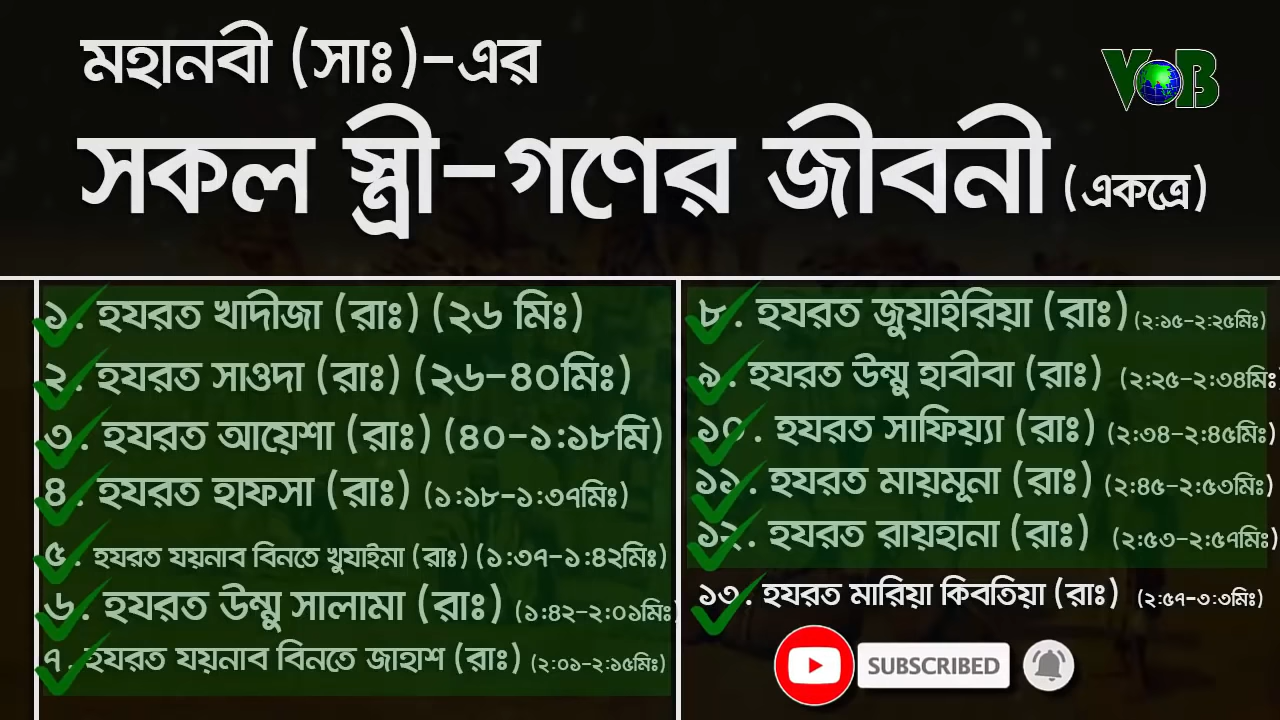 মহানবী (সাঃ)-এর
VOB
সকল স্ত্রী-গণের জীবনী (একত্রে)
১. হযরত খাদীজা (রাঃ) (২৬ মিঃ)
২. হযরত সাওদা (রাঃ) (২৬-৪০মিঃ)
৩. হযরত আয়েশা (রাঃ) (৪০-১:১৮মি)
৪. হযরত হাফসা (রাঃ) (১:১৮-১:৩৭মিঃ)
৫. হযরত যয়নাব বিনতে খুযাইমা (রাঃ) (১:৩৭-১:৪২মিঃ)
৬. হযরত উম্মু সালামা (রাঃ) (১:৪২-২:০১মিঃ
৭. হযরত যয়নাব বিনতে জাহাশ (রাঃ) (২:০১-২:১৫মিঃ)
৮. হযরত জুয়াইরিয়া (রাঃ) (২:১৫-২:২৫মিঃ)
৯. হযরত উম্মু হাবীবা (রাঃ) (২:২৫-২:৩৪মিঃ
১০. হযরত সাফিয়্যা (রাঃ) (২:৩৪-২:৪৫মিঃ)
১১. হযরত মায়মূনা (রাঃ) (২:৪৫-২:৫৩মিঃ)
১২. হযরত রায়হানা (রাঃ) (২:৫৩-২:৫৭মিঃ)
১৩. হযরত মারিয়া কিবতিয়া (রাঃ) (২:৫৭-৩:৩মিঃ)
SUBSCRIBED